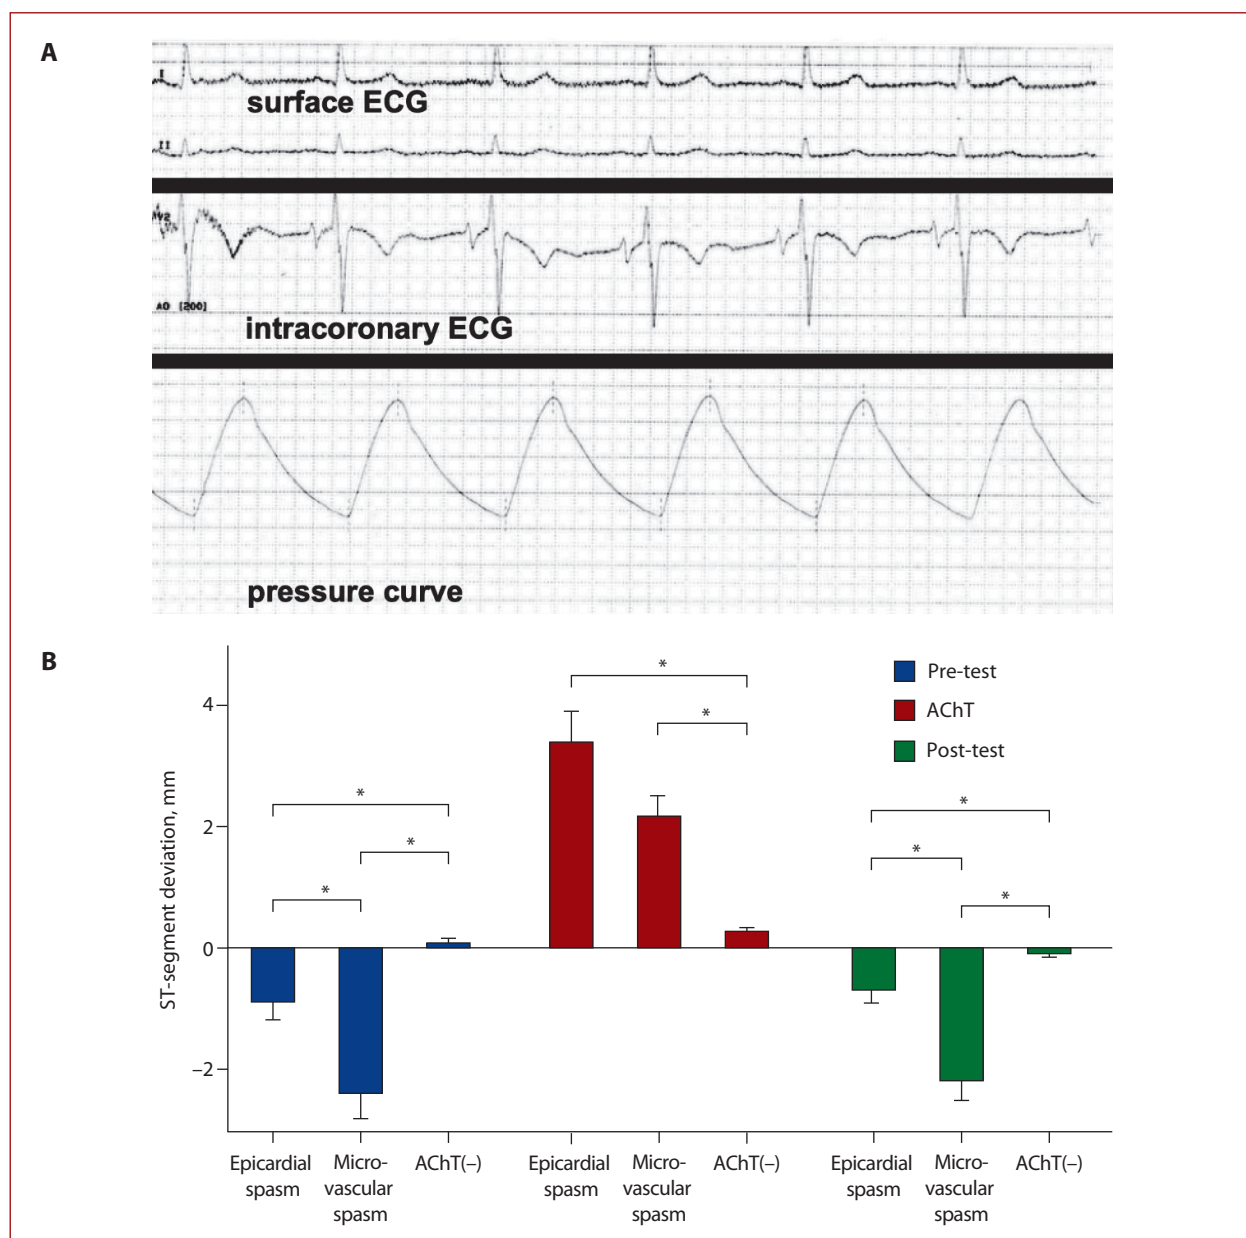 A
I
surface ECG
II
V2
AO [200]
intracoronary ECG
pressure curve
B
Pre-test
AChT
Post-test
ST-segment deviation, mm
4
2
0
–2
*
*
*
*
*
*
*
*
Epicardial
spasm
Micro-
vascular
spasm
AChT(–)
Epicardial
spasm
Micro-
vascular
spasm
AChT(–)
Epicardial
spasm
Micro-
vascular
spasm
AChT(–)